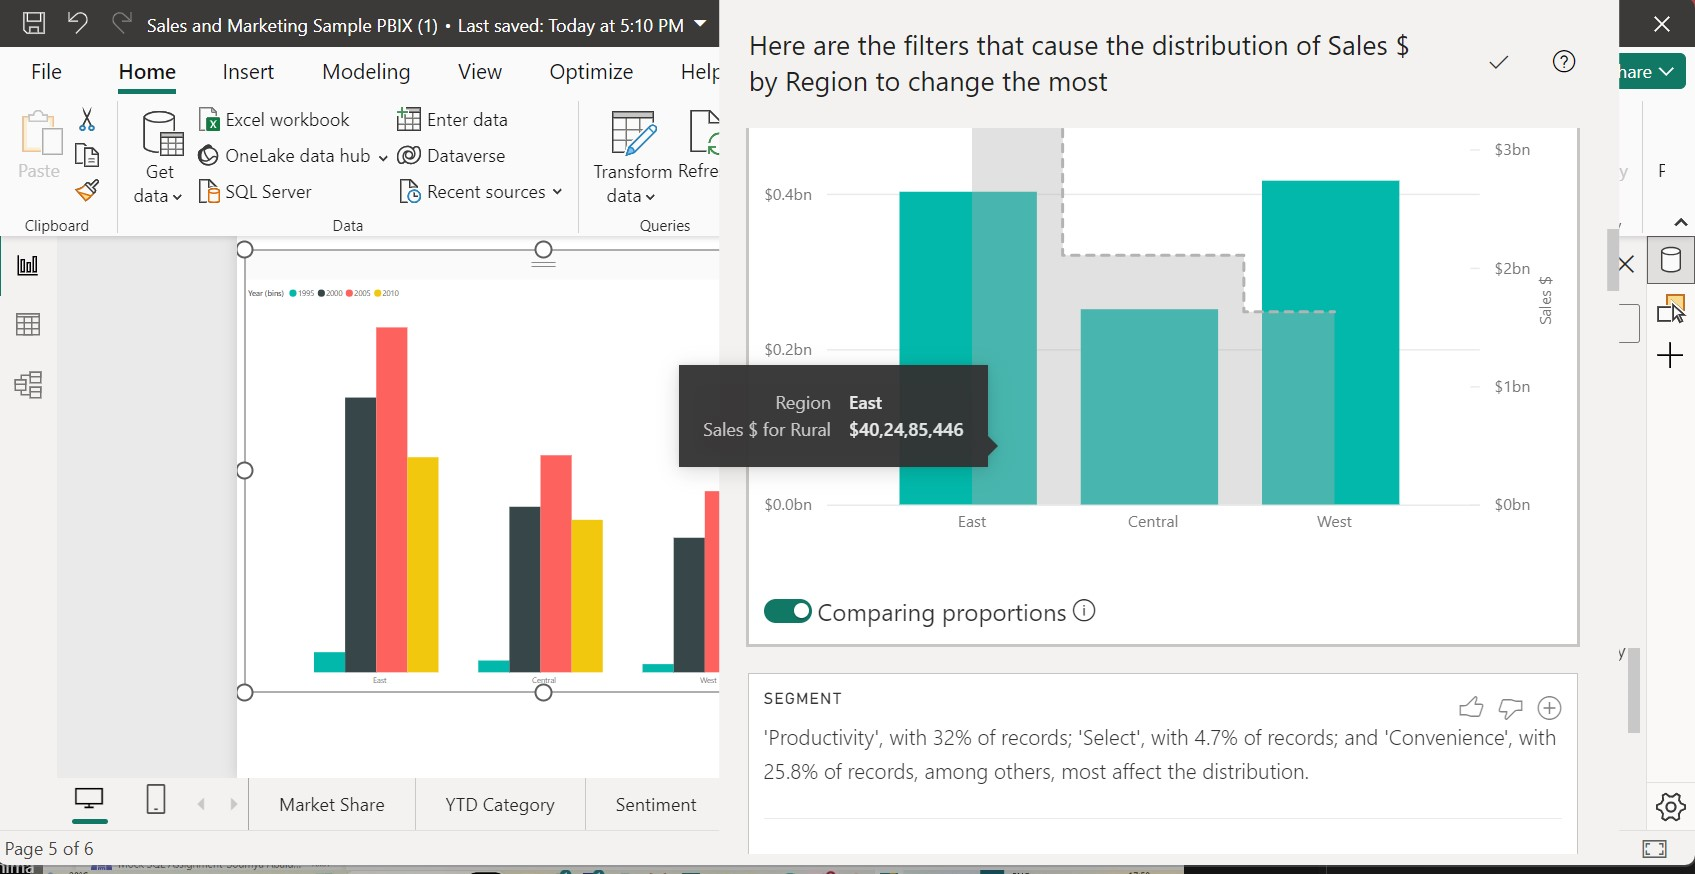 Sales and Marketing Sample PBIX (1) • Last saved: Today at 5:10 PM
File Home Insert Modeling View Optimize Help
hare
Paste
Clipboard
Get data
Excel workbook
OneLake data hub
SQL Server
Enter data
Dataverse
Recent sources
Data
Transform data
Refre
Queries
Year (bins) 1995 2000 2005 2010
East Central West
Here are the filters that cause the distribution of Sales $
by Region to change the most
$0.4bn
$0.2bn
$0.0bn
$3bn
$2bn
$1bn
$0bn
Sales $
Region East
Sales $ for Rural $40,24,85,446
East Central West
Comparing proportions
SEGMENT
'Productivity', with 32% of records; 'Select', with 4.7% of records; and 'Convenience', with
25.8% of records, among others, most affect the distribution.
Market Share YTD Category Sentiment
Page 5 of 6